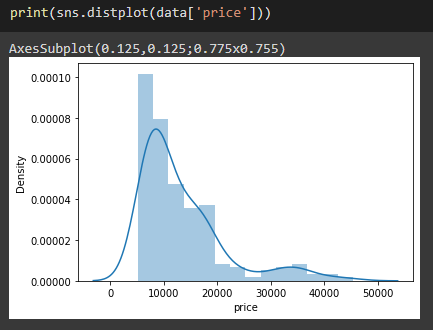 print(sns.distplot(data['price']))
AxesSubplot(0.125,0.125;0.775x0.755)
0.00010
0.00008
0.00006
0.00004
0.00002
0.00000
Density
0 10000 20000 30000 40000 50000
price